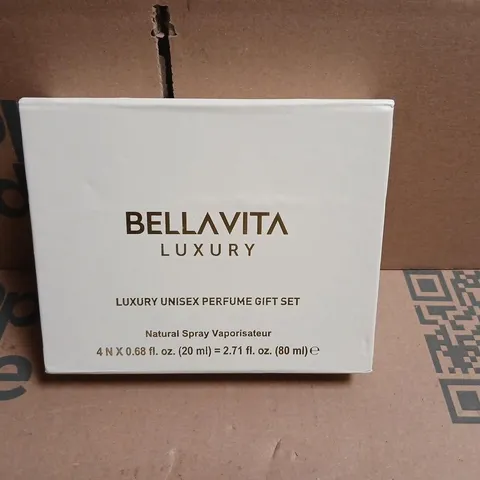 BELLAVITA
LUXURY
LUXURY UNISEX PERFUME GIFT SET
Natural Spray Vaporisateur
4 N X 0.68 fl. oz. (20 ml) = 2.71 fl. oz. (80 ml) ℮